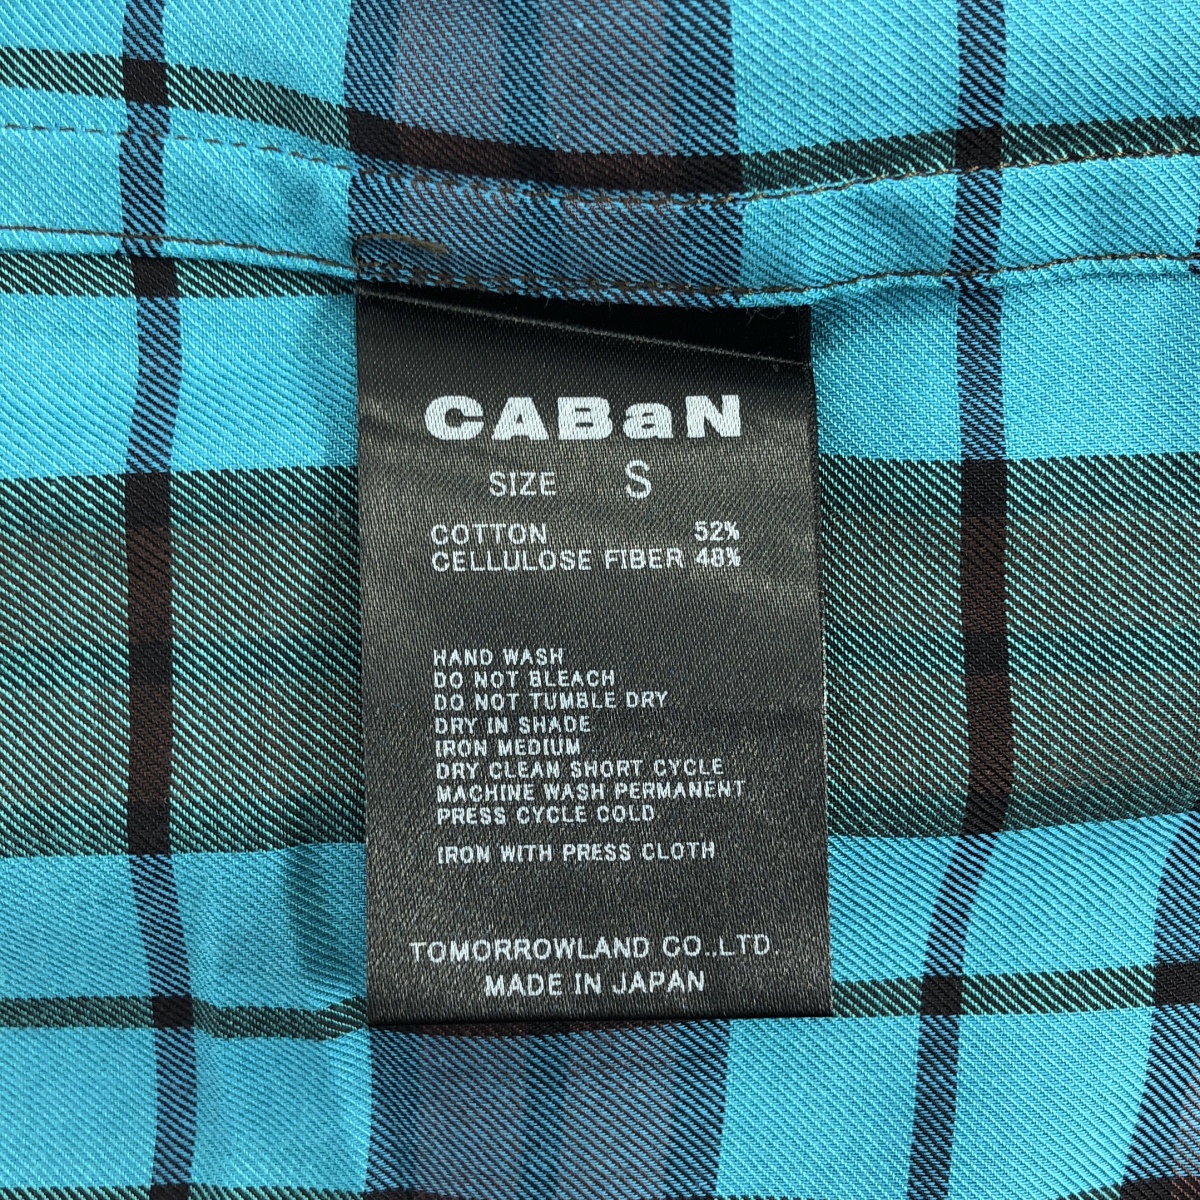 CABaN
SIZE S
COTTON 52%
CELLULOSE FIBER 48%
HAND WASH
DO NOT BLEACH
DO NOT TUMBLE DRY
DRY IN SHADE
IRON MEDIUM
DRY CLEAN SHORT CYCLE
MACHINE WASH PERMANENT
PRESS CYCLE COLD.
IRON WITH PRESS CLOTH
TOMORROWLAND CO.,LTD.
MADE IN JAPAN